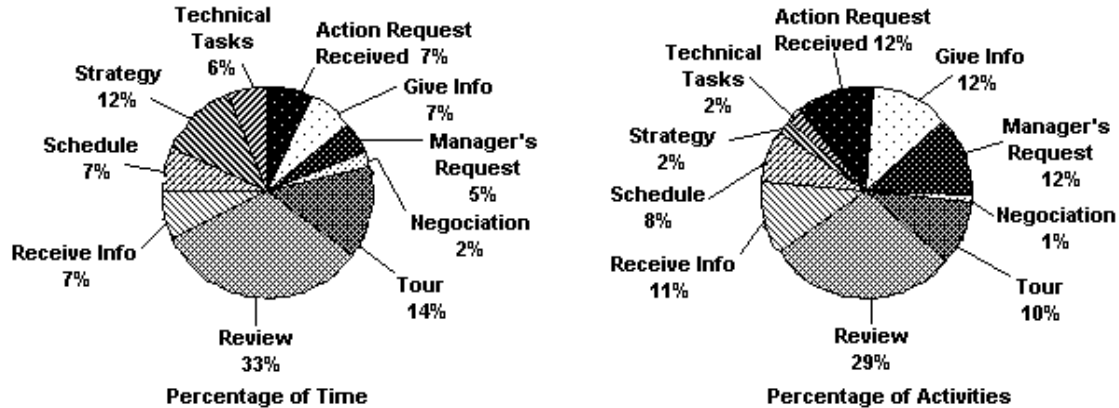 Technical
Tasks
6%
Action Request
Received 7%
Give Info
7%
Manager's
Request
5%
Negociation
2%
Tour
14%
Review
33%
Receive Info
7%
Schedule
7%
Strategy
12%
Percentage of Time
Action Request
Received 12%
Give Info
12%
Manager's
Request
12%
Negociation
1%
Tour
10%
Review
29%
Receive Info
11%
Schedule
8%
Strategy
2%
Technical
Tasks
2%
Percentage of Activities